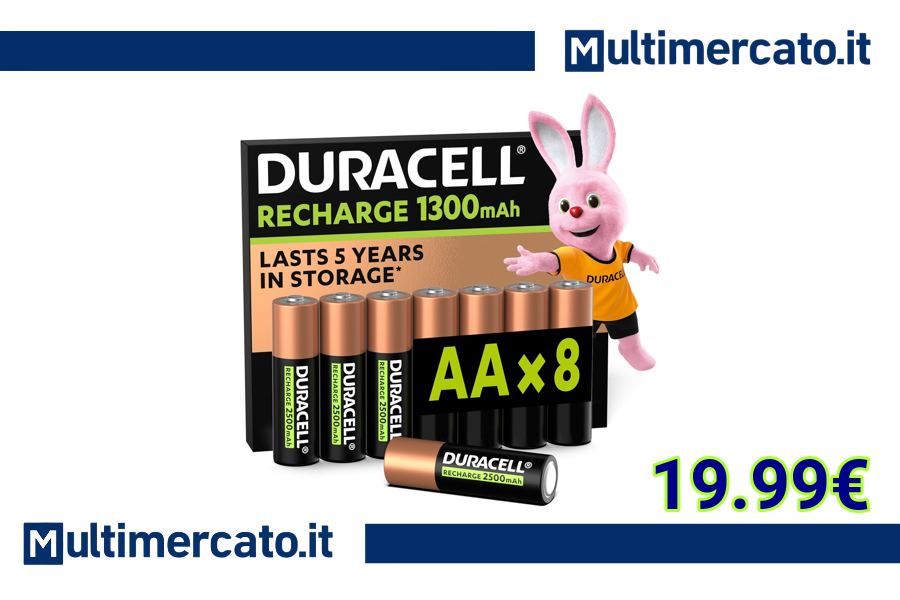 Multimercato.it
DURACELL®
RECHARGE 1300mAh
LASTS 5 YEARS
IN STORAGE*
DURACELL
AA x 8
DURACELL®
RECHARGE 2500mAh
DURACELL®
RECHARGE 2500mAh
DURACELL®
RECHARGE 2500mAh
DURACELL®
RECHARGE 2500mAh
19.99€
Multimercato.it